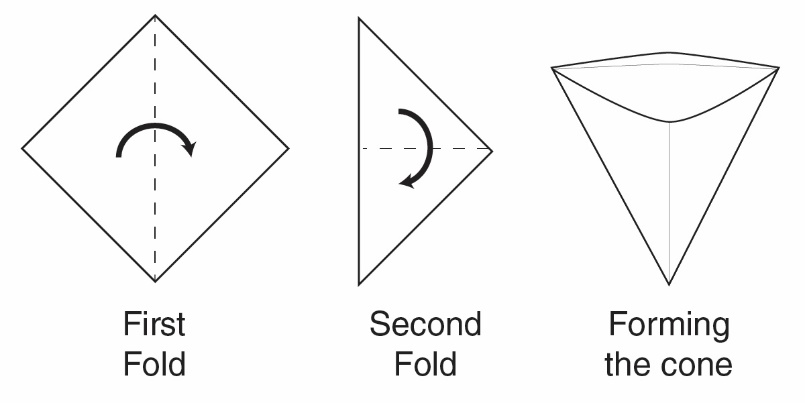 First
Fold
Second
Fold
Forming
the cone